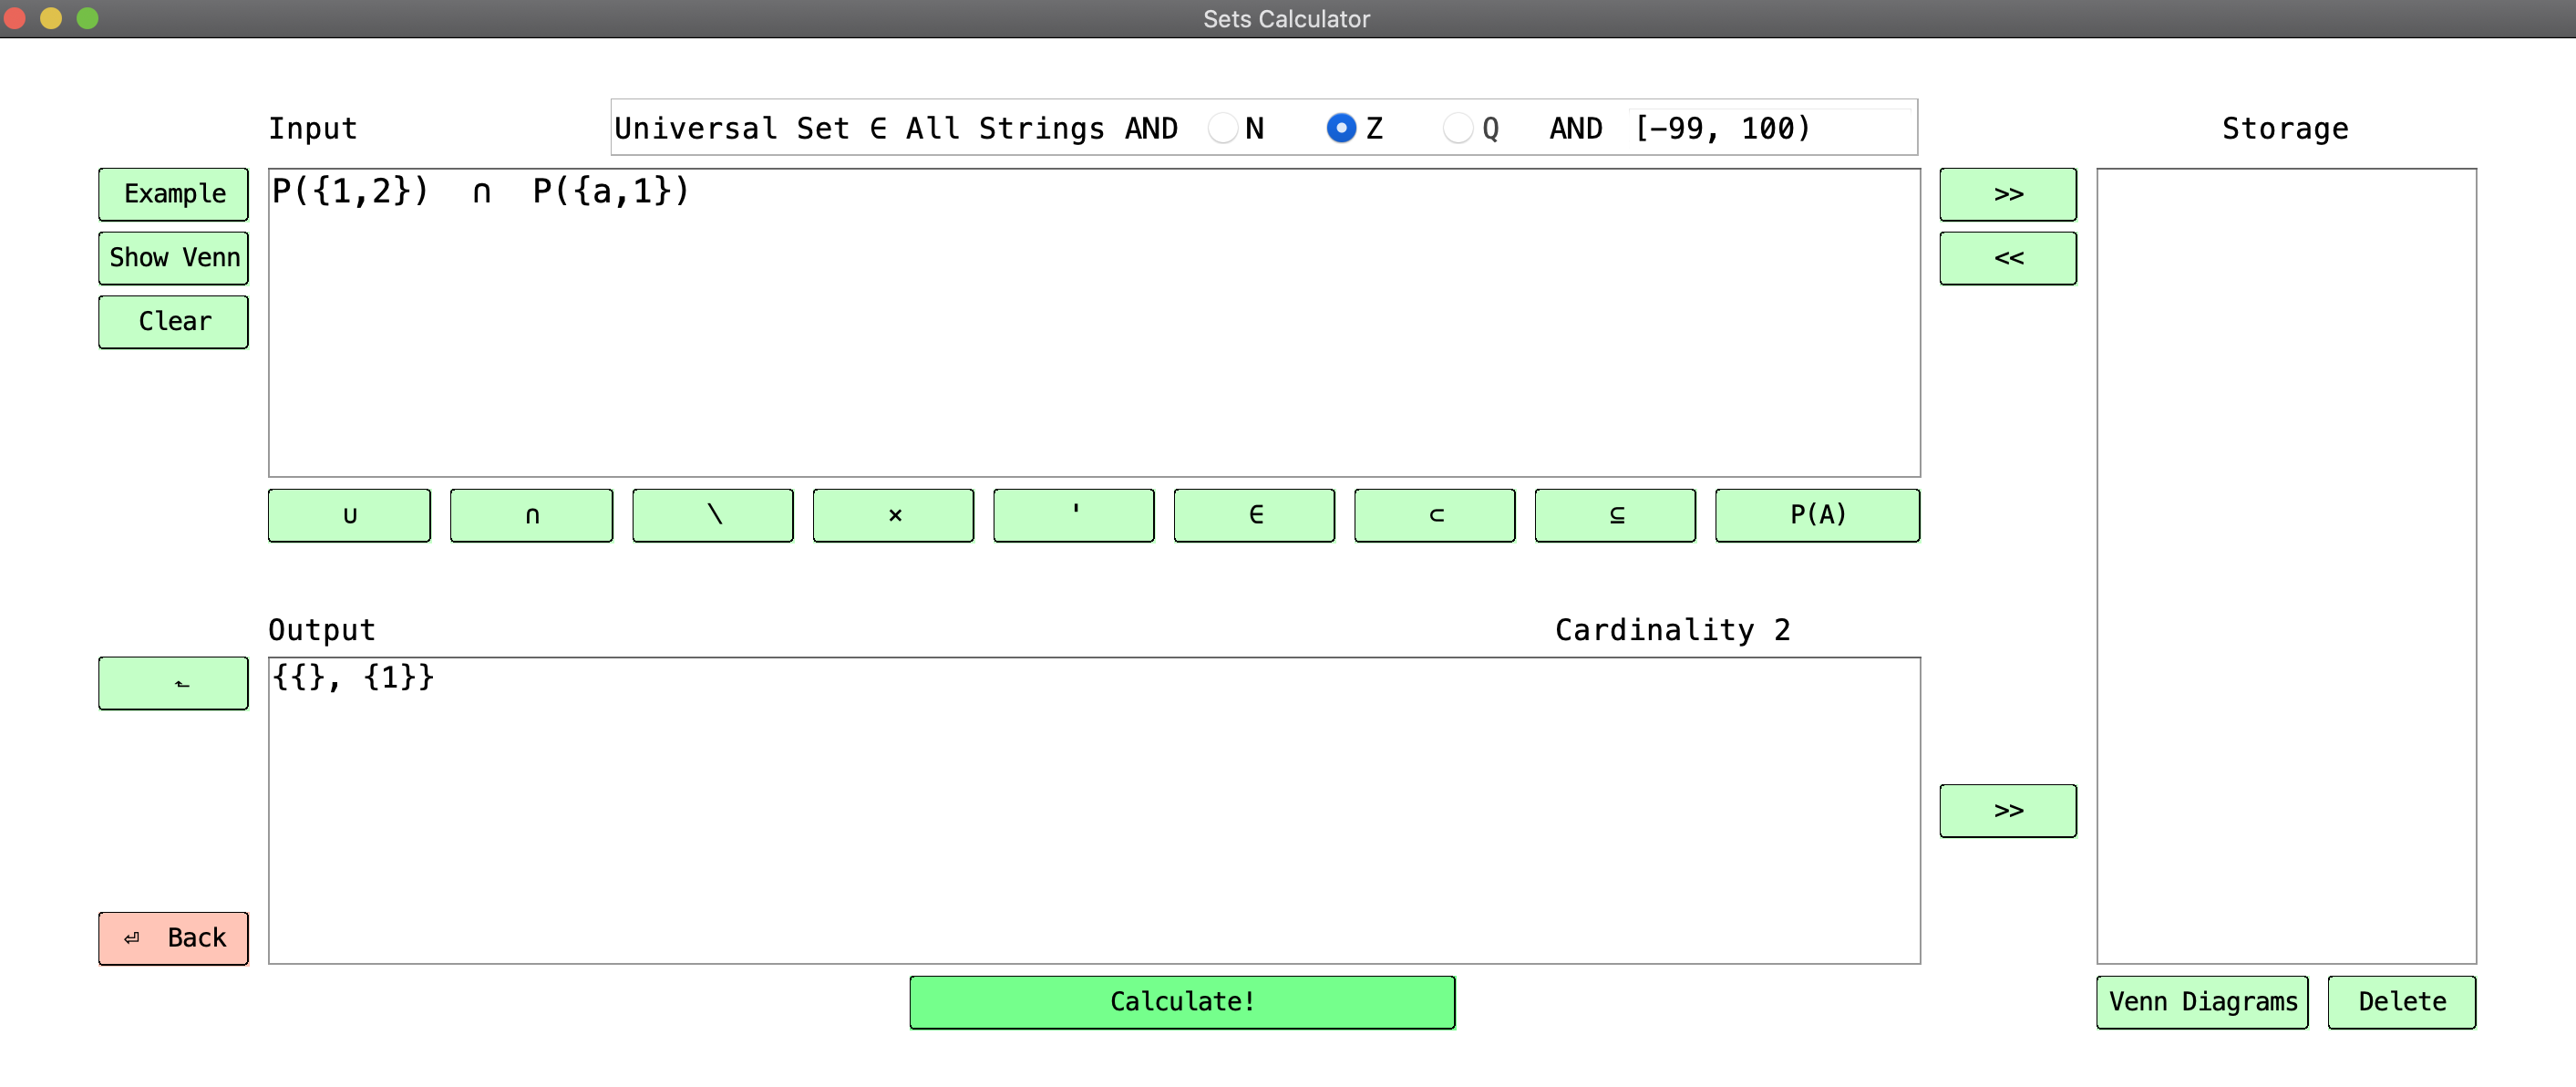 Sets Calculator
Input
Universal Set ∈ All Strings AND N Z Q AND [-99, 100)
Storage
Example
Show Venn
Clear
P({1,2}) ∩ P({a,1})
>>
<<
∪ ∩ \ × ' ∈ ⊂ ⊆ P(A)
Output
Cardinality 2
⬑
{{}, {1}}
>>
⏎ Back
Calculate!
Venn Diagrams
Delete